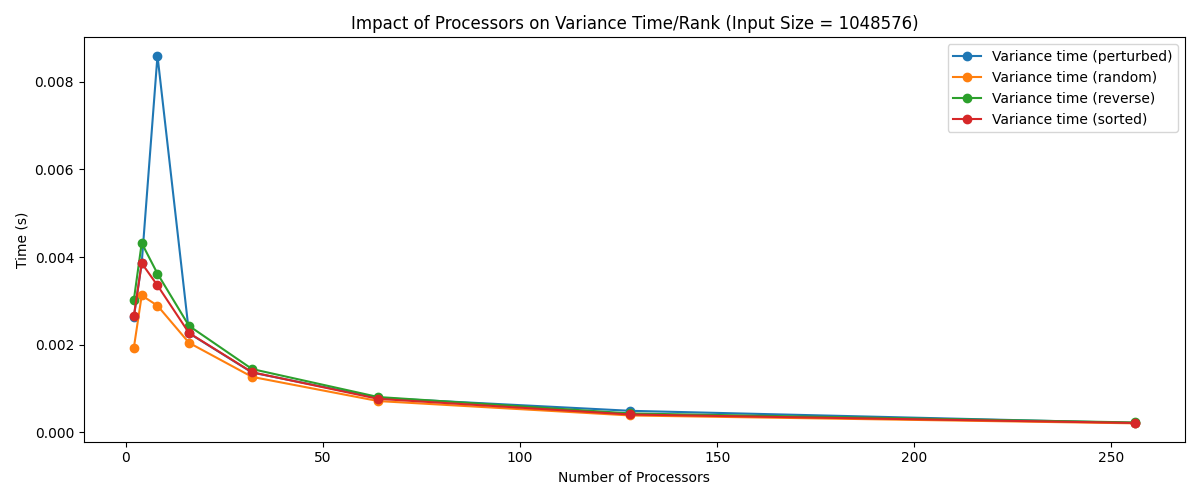 Impact of Processors on Variance Time/Rank (Input Size = 1048576)
Variance time (perturbed)
Variance time (random)
Variance time (reverse)
Variance time (sorted)
Time (s)
0.008
0.006
0.004
0.002
0.000
0 50 100 150 200 250
Number of Processors